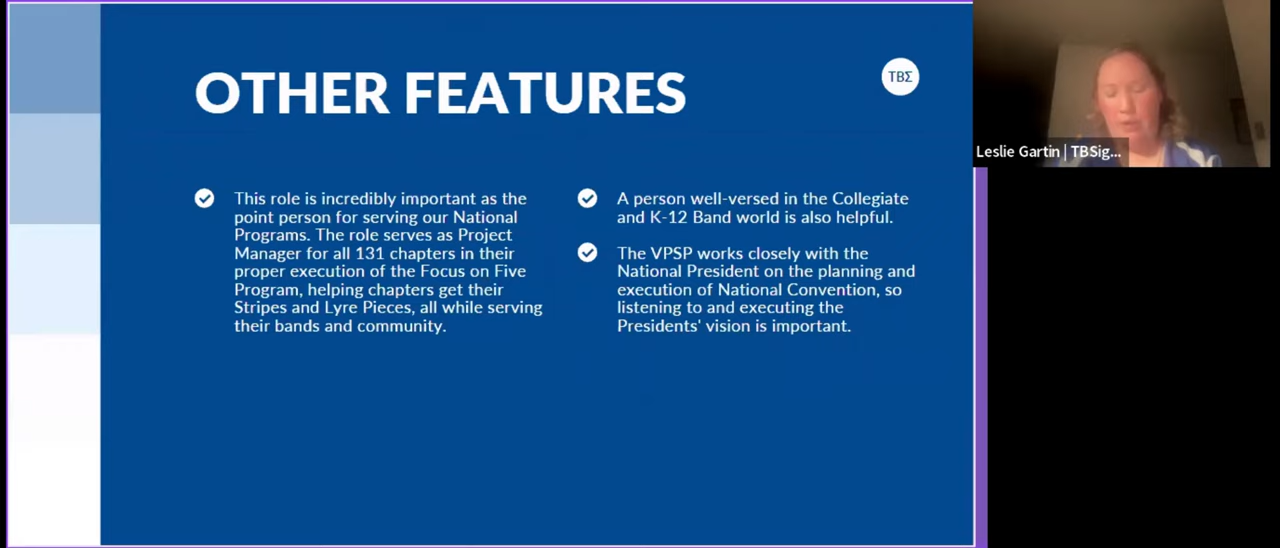 OTHER FEATURES
TBΣ
This role is incredibly important as the
point person for serving our National
Programs. The role serves as Project
Manager for all 131 chapters in their
proper execution of the Focus on Five
Program, helping chapters get their
Stripes and Lyre Pieces, all while serving
their bands and community.
A person well-versed in the Collegiate
and K-12 Band world is also helpful.
The VPSP works closely with the
National President on the planning and
execution of National Convention, so
listening to and executing the
Presidents' vision is important.
Leslie Gartin | TBSig...